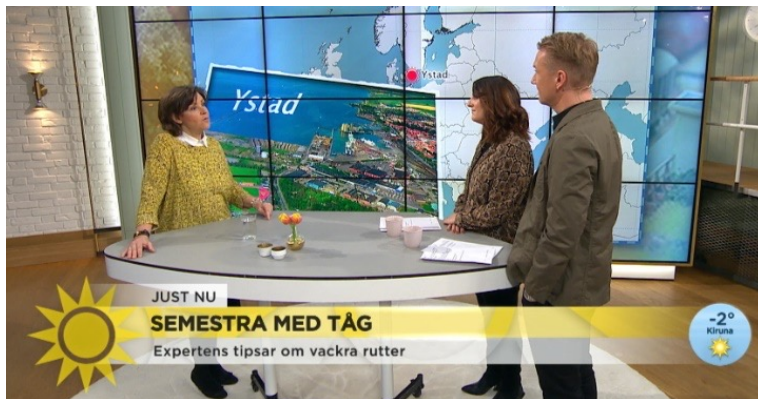 Ystad
Ystad
JUST NU
SEMESTRA MED TÅG
Expertens tipsar om vackra rutter
-2°
Kiruna